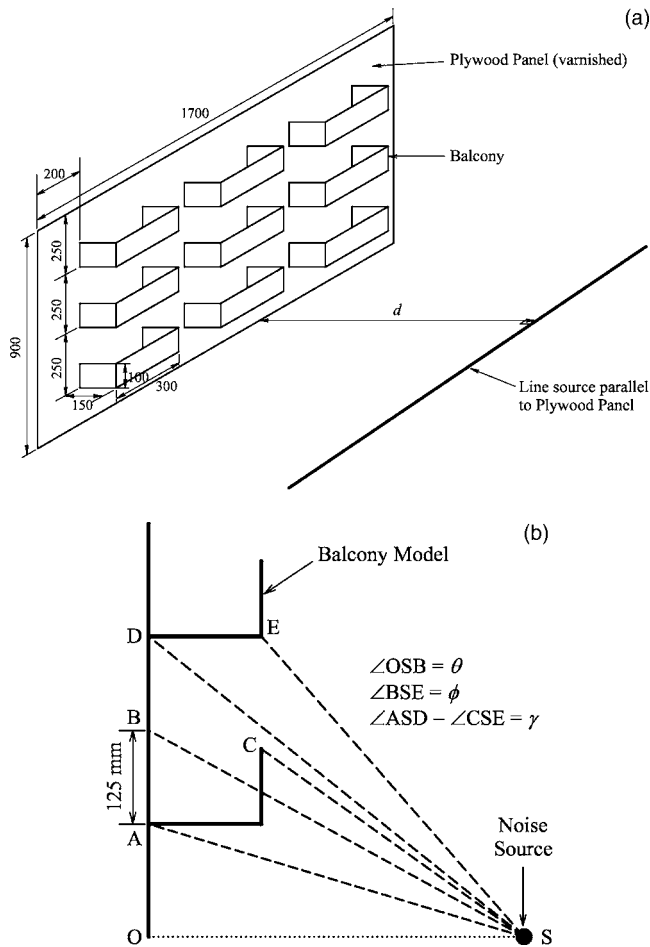 (a)
Plywood Panel (varnished)
1700
Balcony
200
250
250
250
900
100
300
150
d
Line source parallel
to Plywood Panel
(b)
Balcony Model
D
E
∠OSB = θ
∠BSE = ϕ
∠ASD − ∠CSE = γ
B
C
125 mm
A
Noise
Source
O
S